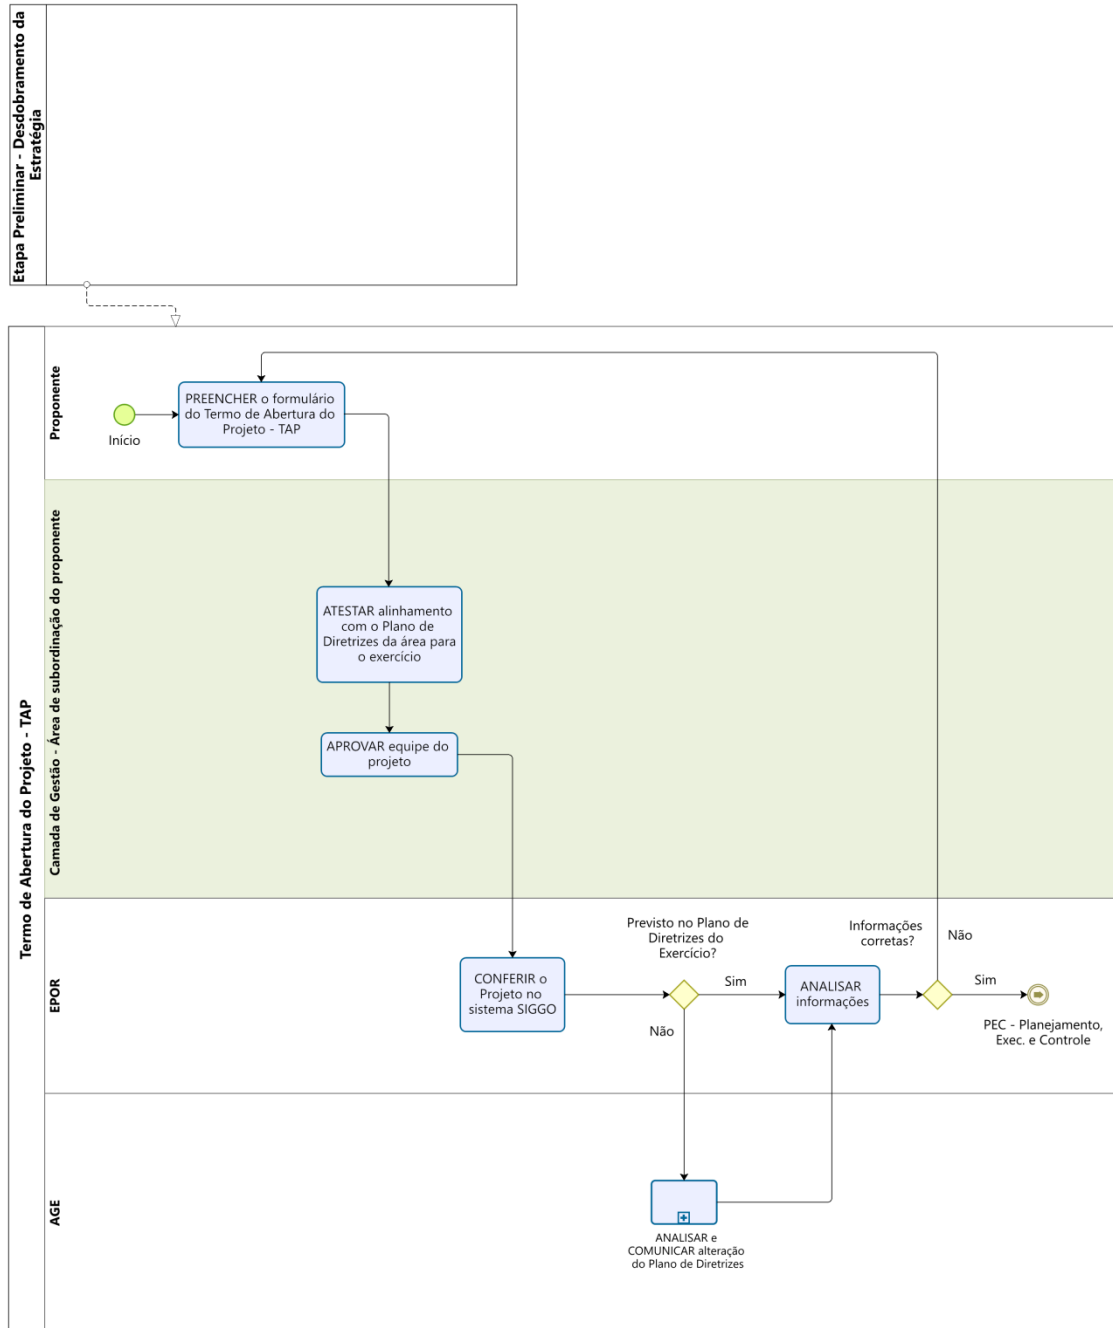 Etapa Preliminar - Desdobramento da
Estratégia
Termo de Abertura do Projeto - TAP
Proponente
Início
PREENCHER o formulário
do Termo de Abertura do
Projeto - TAP
Camada de Gestão - Área de subordinação do proponente
ATESTAR alinhamento
com o Plano de
Diretrizes da área para
o exercício
APROVAR equipe do
projeto
EPOR
CONFERIR o
Projeto no
sistema SIGGO
Previsto no Plano de
Diretrizes do
Exercício?
Sim
Não
ANALISAR
informações
Informações
corretas?
Não
Sim
PEC - Planejamento,
Exec. e Controle
AGE
ANALISAR e
COMUNICAR alteração
do Plano de Diretrizes